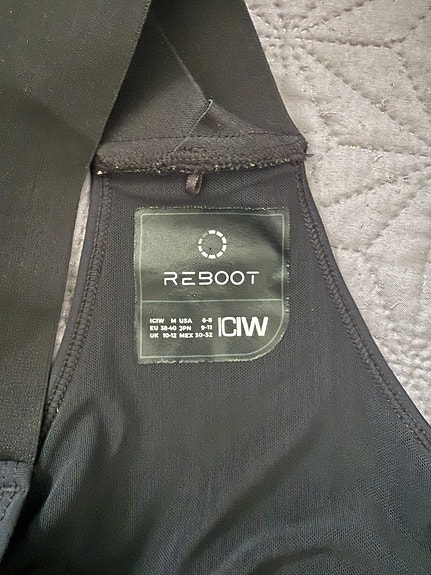 REBOOT
ICIW M USA 6-8
EU 38-40 JPN 9-11
UK 10-12 MEX 30-32
ICIW